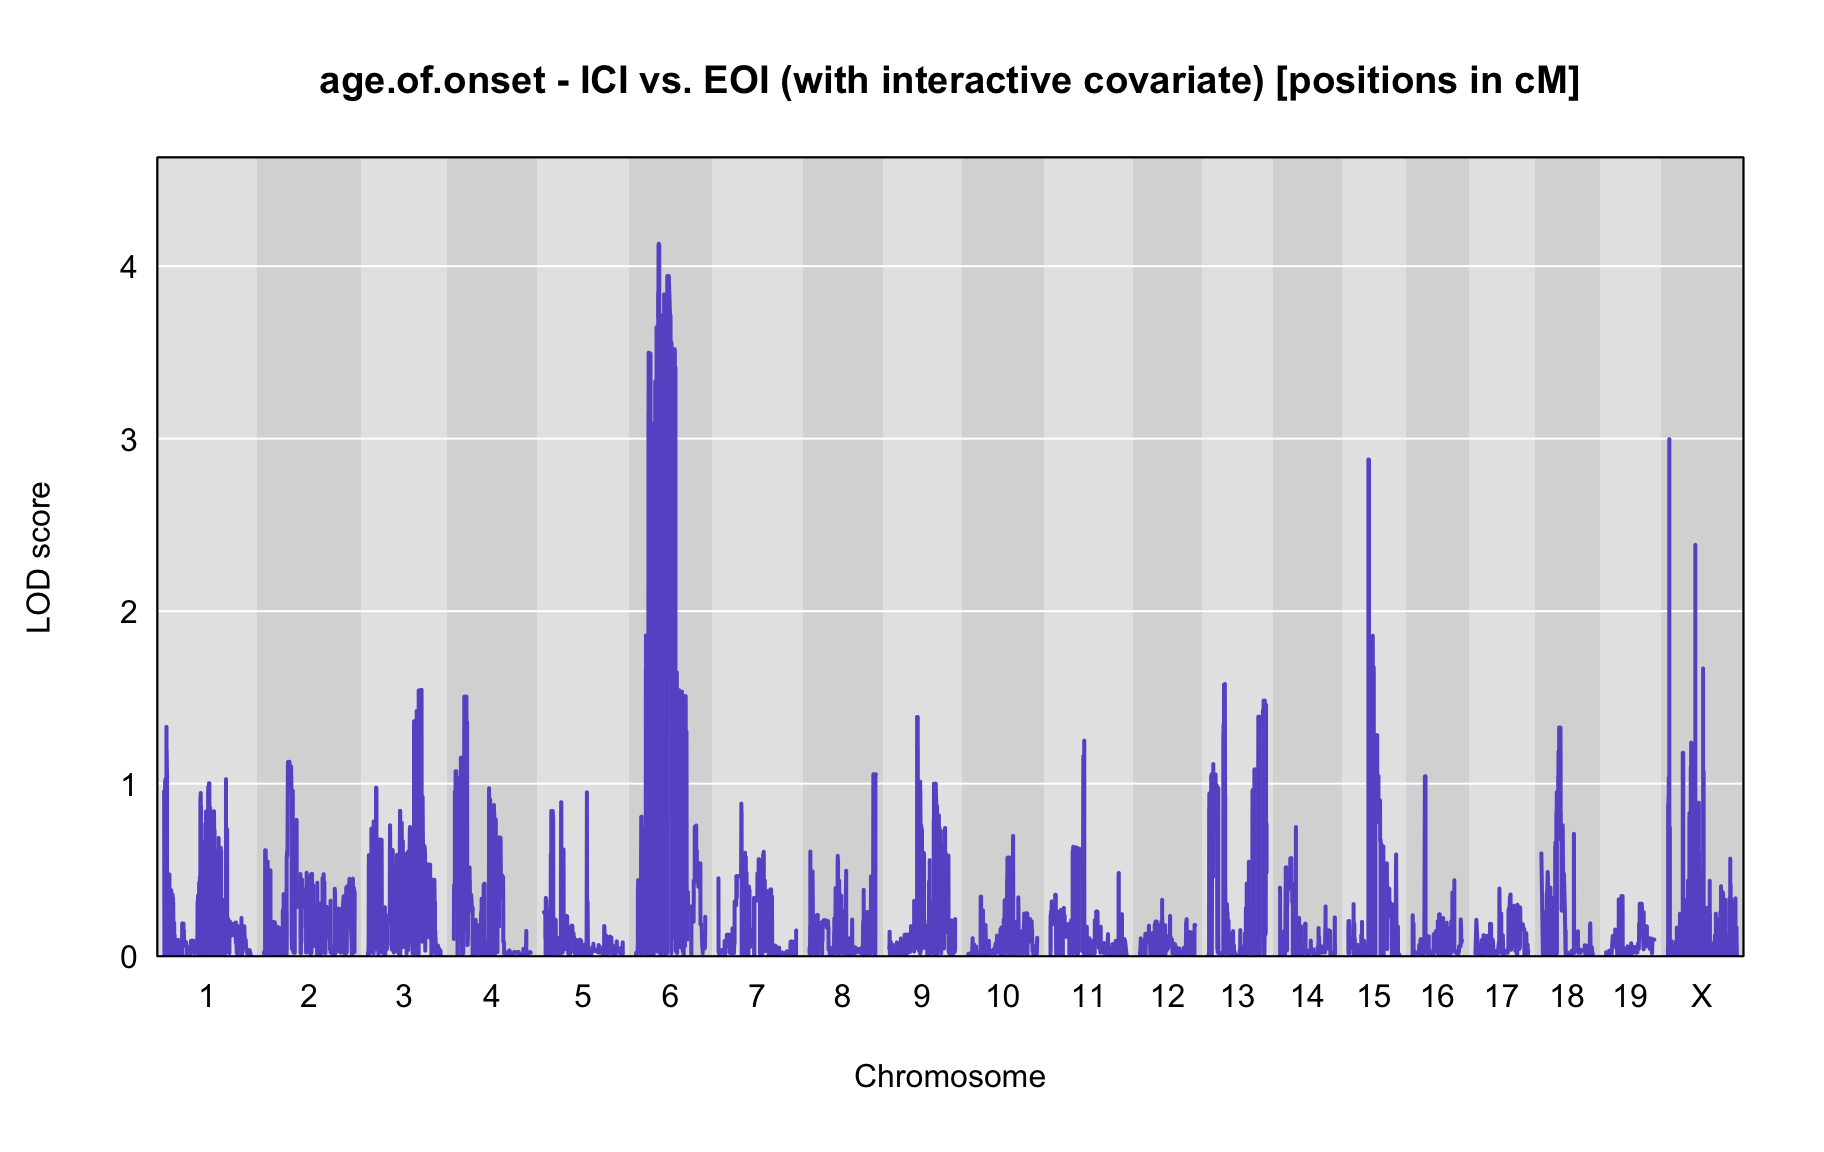 age.of.onset - ICI vs. EOI (with interactive covariate) [positions in cM]
LOD score
4
3
2
1
0
1 2 3 4 5 6 7 8 9 10 11 12 13 14 15 16 17 18 19 X
Chromosome